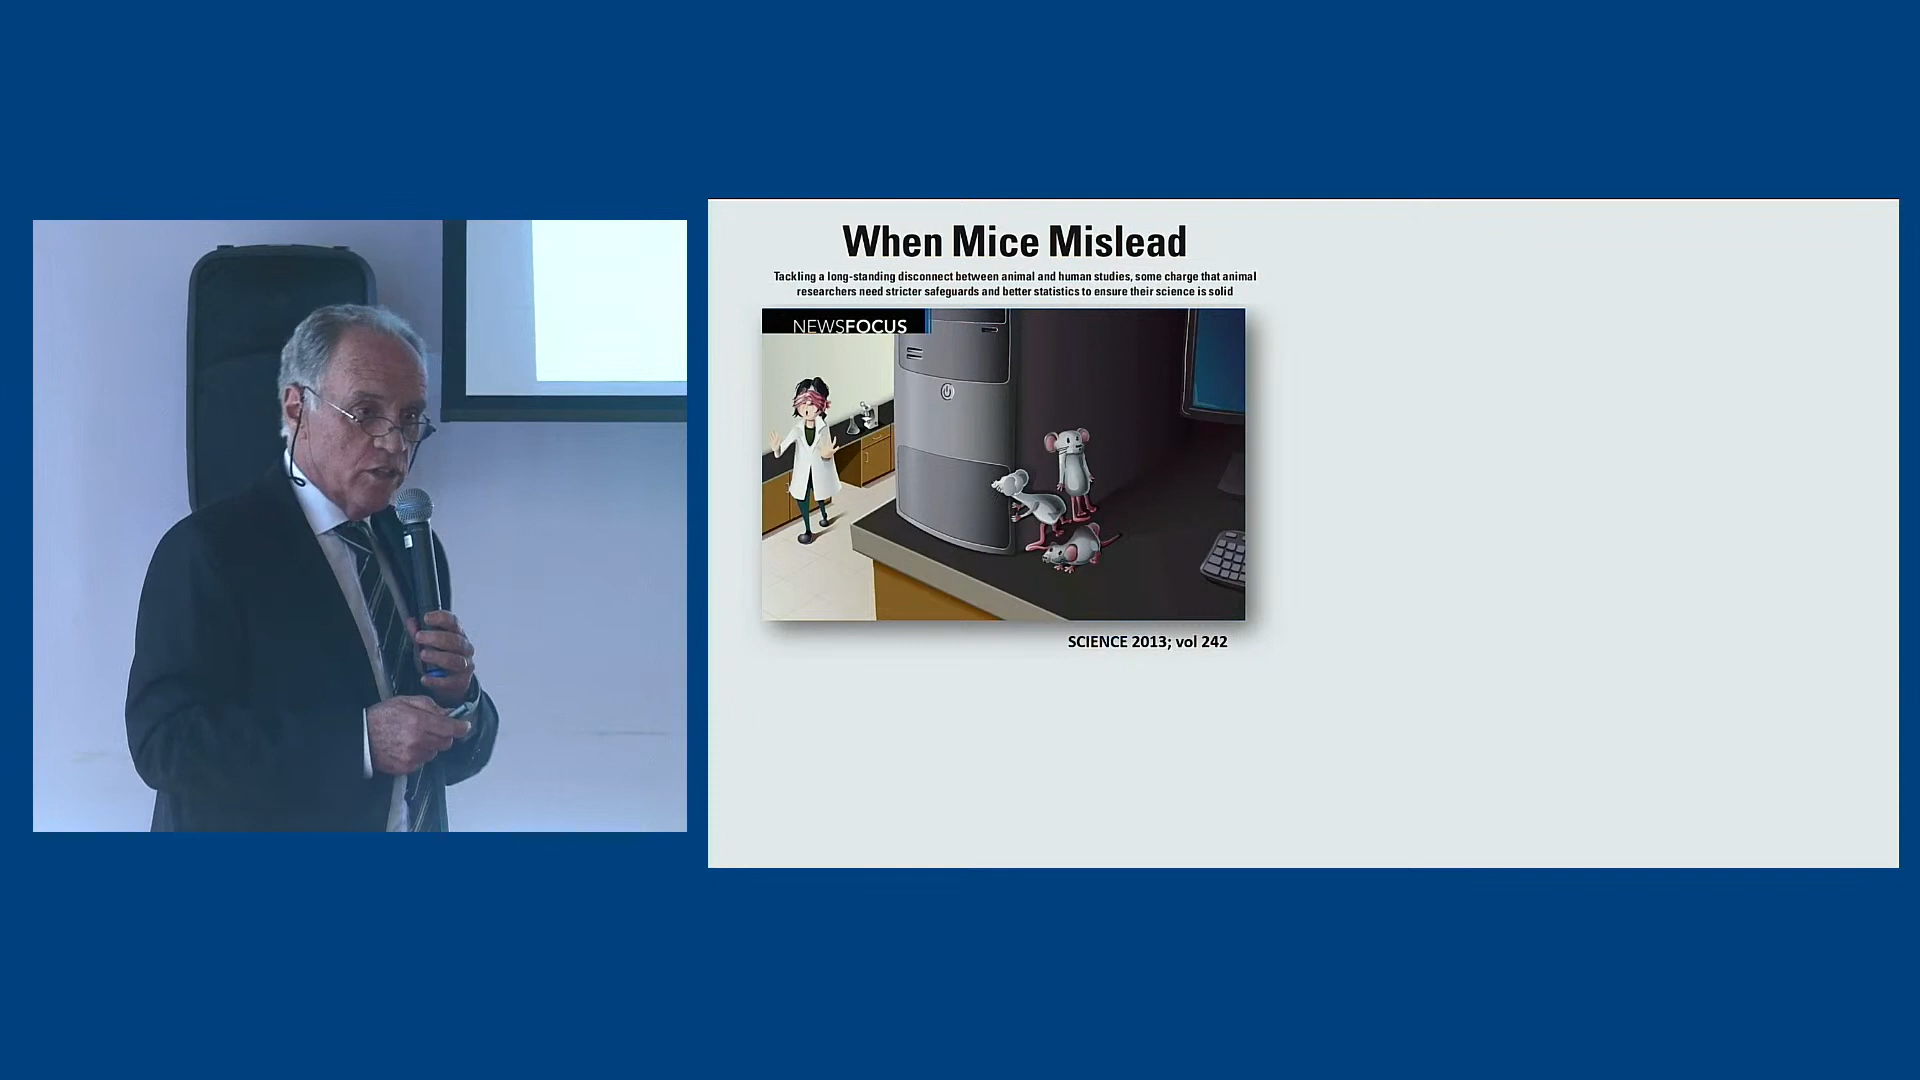 When Mice Mislead
Tackling a long-standing disconnect between animal and human studies, some charge that animal
researchers need stricter safeguards and better statistics to ensure their science is solid
NEWSFOCUS
SCIENCE 2013; vol 242